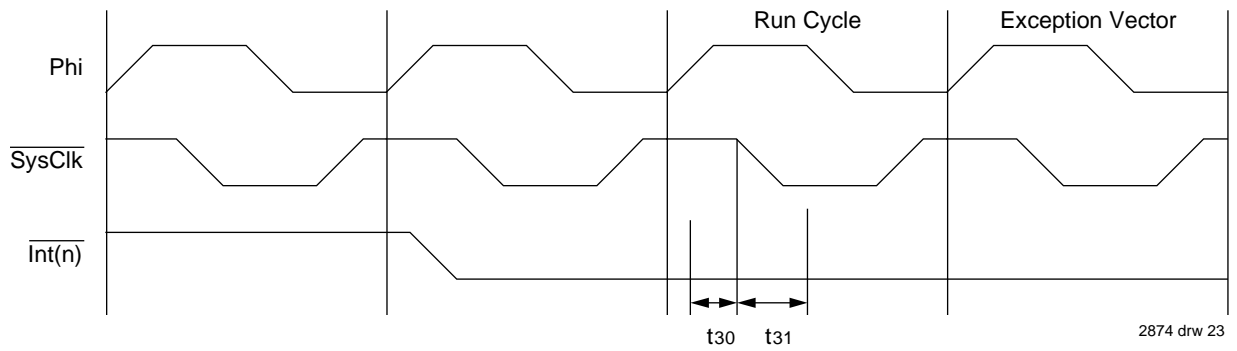 Run Cycle
Exception Vector
Phi
SysClk
Int(n)
t30
t31
2874 drw 23